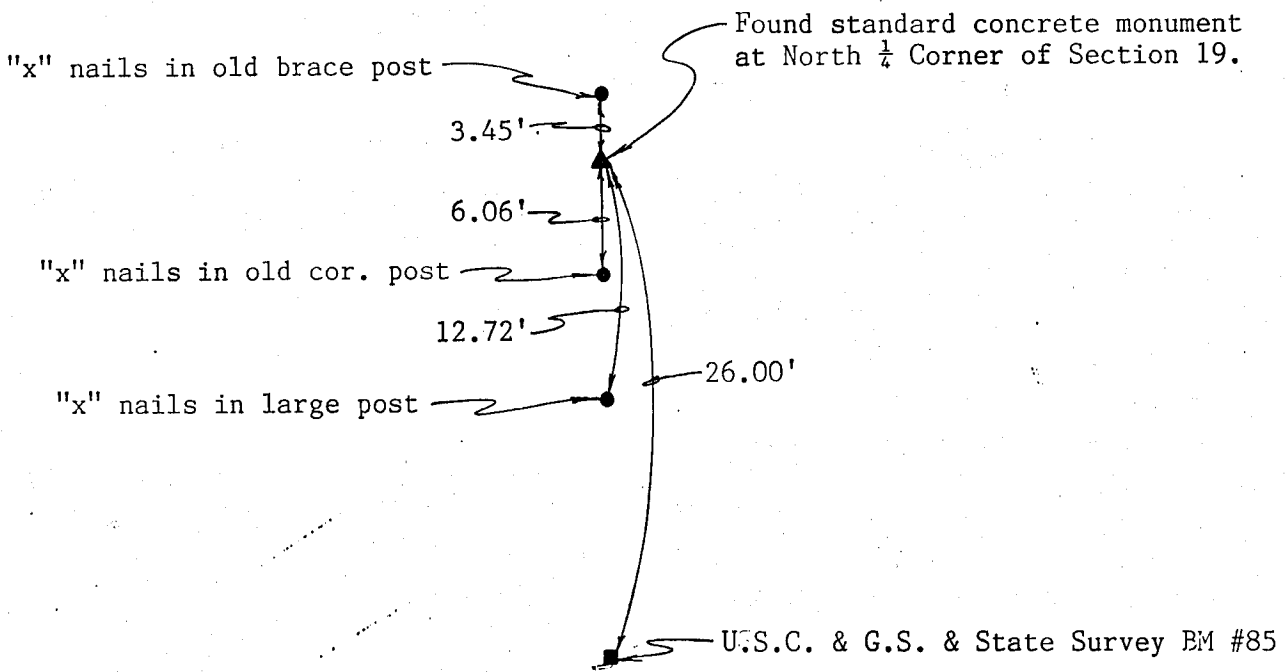 Found standard concrete monument
at North ¼ Corner of Section 19.
"x" nails in old brace post
3.45'
6.06'
"x" nails in old cor. post
12.72'
26.00'
"x" nails in large post
U.S.C. & G.S. & State Survey BM #85